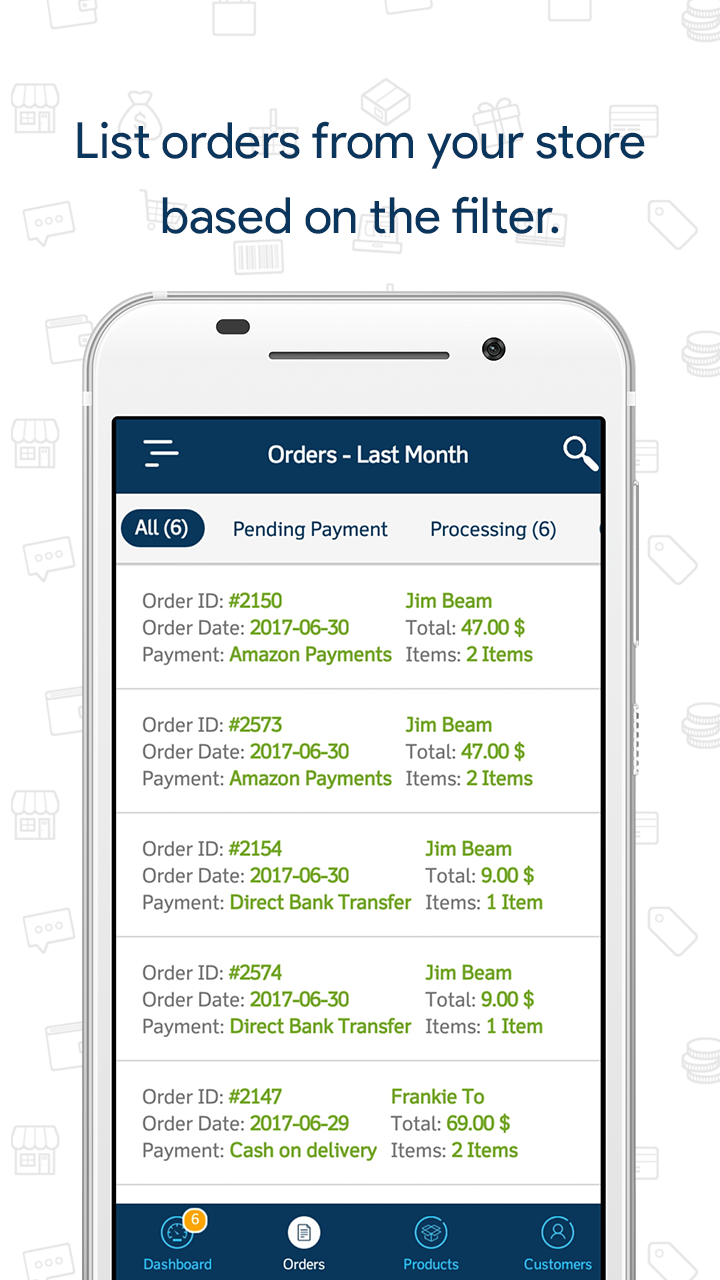 List orders from your store
based on the filter.
Orders - Last Month
All (6) Pending Payment Processing (6)
Order ID: #2150 Jim Beam
Order Date: 2017-06-30 Total: 47.00 $
Payment: Amazon Payments Items: 2 Items
Order ID: #2573 Jim Beam
Order Date: 2017-06-30 Total: 47.00 $
Payment: Amazon Payments Items: 2 Items
Order ID: #2154 Jim Beam
Order Date: 2017-06-30 Total: 9.00 $
Payment: Direct Bank Transfer Items: 1 Item
Order ID: #2574 Jim Beam
Order Date: 2017-06-30 Total: 9.00 $
Payment: Direct Bank Transfer Items: 1 Item
Order ID: #2147 Frankie To
Order Date: 2017-06-29 Total: 69.00 $
Payment: Cash on delivery Items: 2 Items
6
Dashboard Orders Products Customers